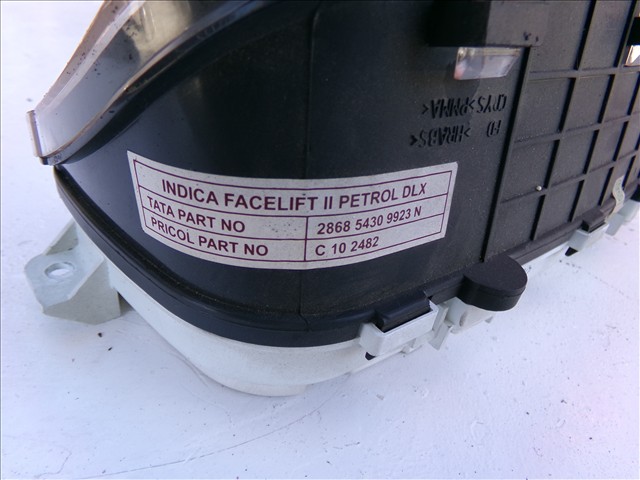 INDICA FACELIFT II PETROL DLX
TATA PART NO 2868 5430 9923 N
PRICOL PART NO C 10 2482